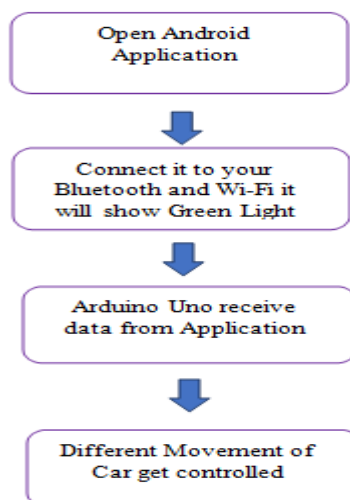 Open Android
Application
Connect it to your
Bluetooth and Wi-Fi it
will show Green Light
Arduino Uno receive
data from Application
Different Movement of
Car get controlled